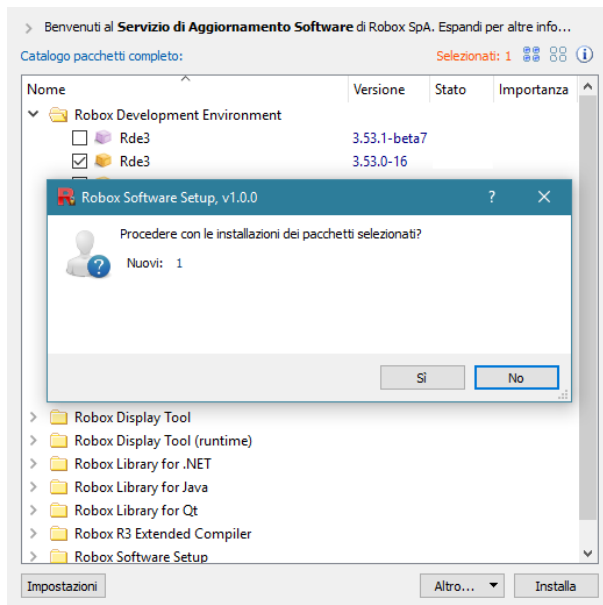 Benvenuti al Servizio di Aggiornamento Software di Robox SpA. Espandi per altre info...
Catalogo pacchetti completo: Selezionati: 1
Nome Versione Stato Importanza
Robox Development Environment
Rde3 3.53.1-beta7
Rde3 3.53.0-16
Robox Software Setup, v1.0.0 ?
Procedere con le installazioni dei pacchetti selezionati?
Nuovi: 1
Sì No
Robox Display Tool
Robox Display Tool (runtime)
Robox Library for .NET
Robox Library for Java
Robox Library for Qt
Robox R3 Extended Compiler
Robox Software Setup
Impostazioni Altro... Installa